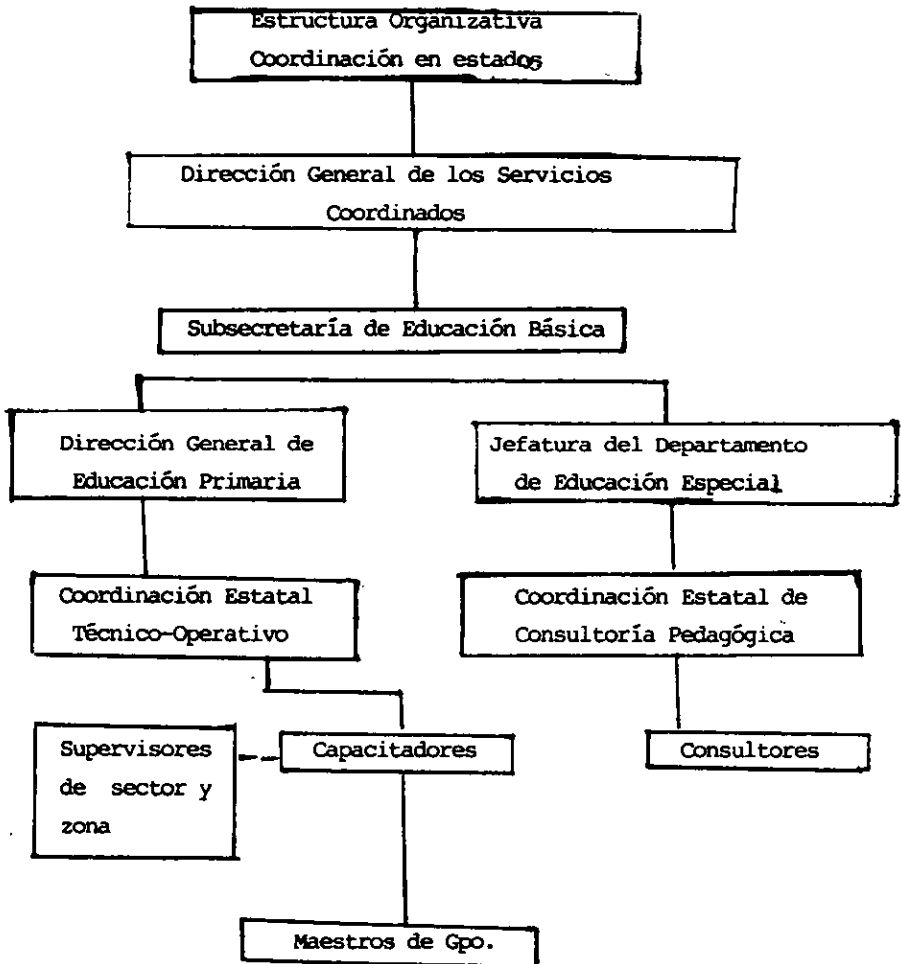 Estructura Organizativa
Coordinación en estados
Dirección General de los Servicios
Coordinados
Subsecretaría de Educación Básica
Dirección General de
Educación Primaria
Jefatura del Departamento
de Educación Especial
Coordinación Estatal
Técnico-Operativo
Coordinación Estatal de
Consultoría Pedagógica
Supervisores
de sector y
zona
Capacitadores
Consultores
Maestros de Gpo.